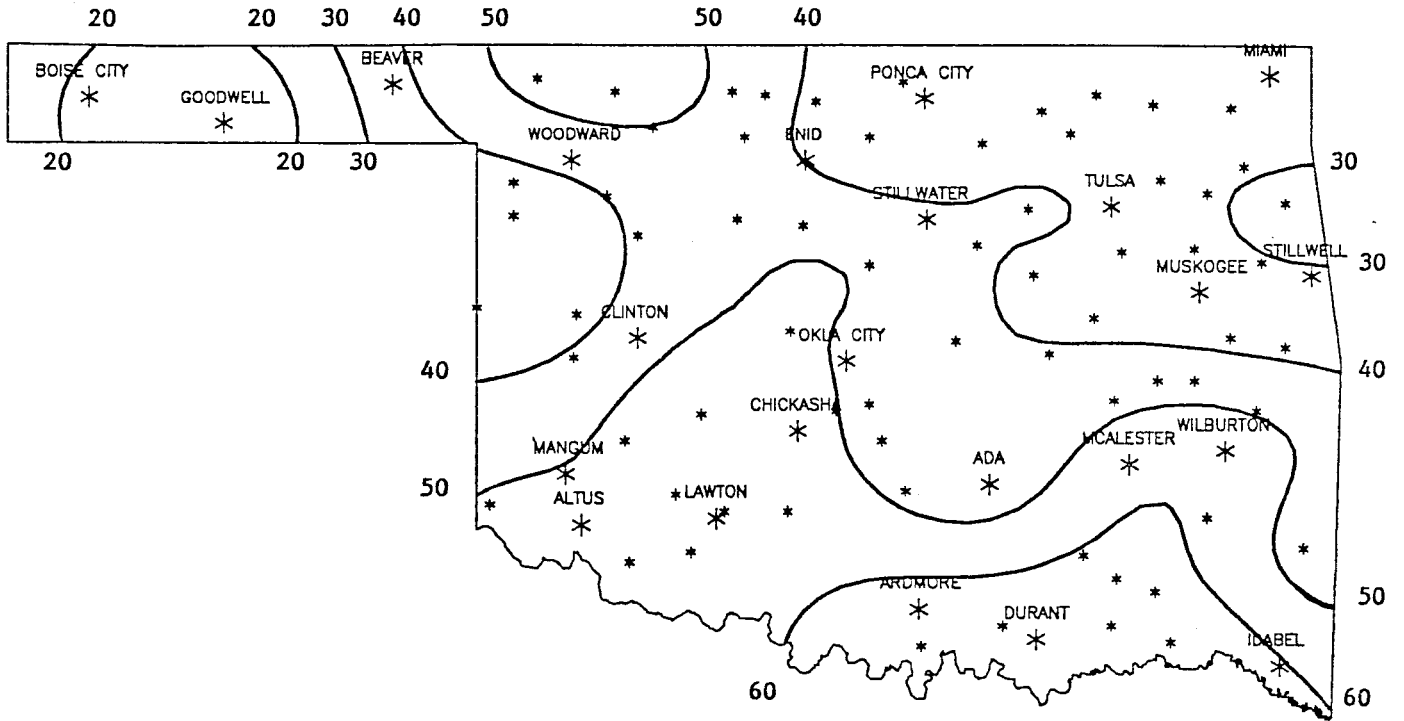 20 20 30 40 50 50 40
MIAMI
BEAVER
BOISE CITY
PONCA CITY
GOODWELL
WOODWARD
ENID
20 20 30
30
TULSA
STILLWATER
STILLWELL
30
MUSKOGEE
CLINTON
OKLA CITY
40
40
CHICKASHA
WILBURTON
MCALESTER
MANGUM
ADA
50
ALTUS
LAWTON
ARDMORE
50
DURANT
IDABEL
60
60